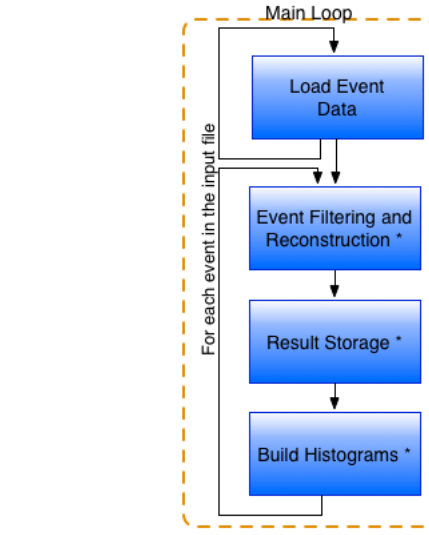 Main Loop
Load Event
Data
For each event in the input file
Event Filtering and
Reconstruction *
Result Storage *
Build Histograms *